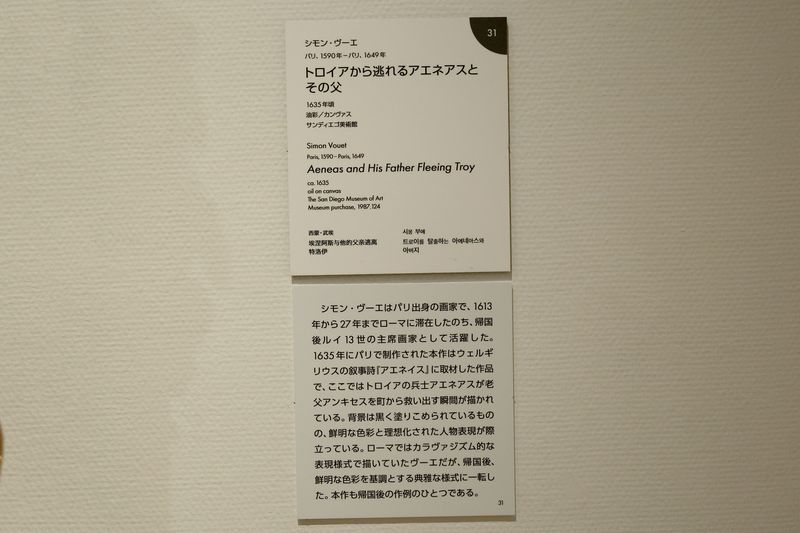 31
シモン・ヴーエ
パリ、1590年－パリ、1649年
トロイアから逃れるアエネアスと
その父
1635年頃
油彩／カンヴァス
サンディエゴ美術館
Simon Vouet
Paris, 1590 – Paris, 1649
Aeneas and His Father Fleeing Troy
ca. 1635
oil on canvas
The San Diego Museum of Art
Museum purchase, 1987.124
西蒙・武埃
埃涅阿斯与他的父亲逃离
特洛伊
시몽 부에
트로이를 탈출하는 아에네아스와
아버지
シモン・ヴーエはパリ出身の画家で、1613
年から27年までローマに滞在したのち、帰国
後ルイ13世の主席画家として活躍した。
1635年にパリで制作された本作はウェルギ
リウスの叙事詩『アエネイス』に取材した作品
で、ここではトロイアの兵士アエネアスが老
父アンキセスを町から救い出す瞬間が描かれ
ている。背景は黒く塗りこめられているもの
の、鮮明な色彩と理想化された人物表現が際
立っている。ローマではカラヴァジズム的な
表現様式で描いていたヴーエだが、帰国後、
鮮明な色彩を基調とする典雅な様式に一転し
た。本作も帰国後の作例のひとつである。
31